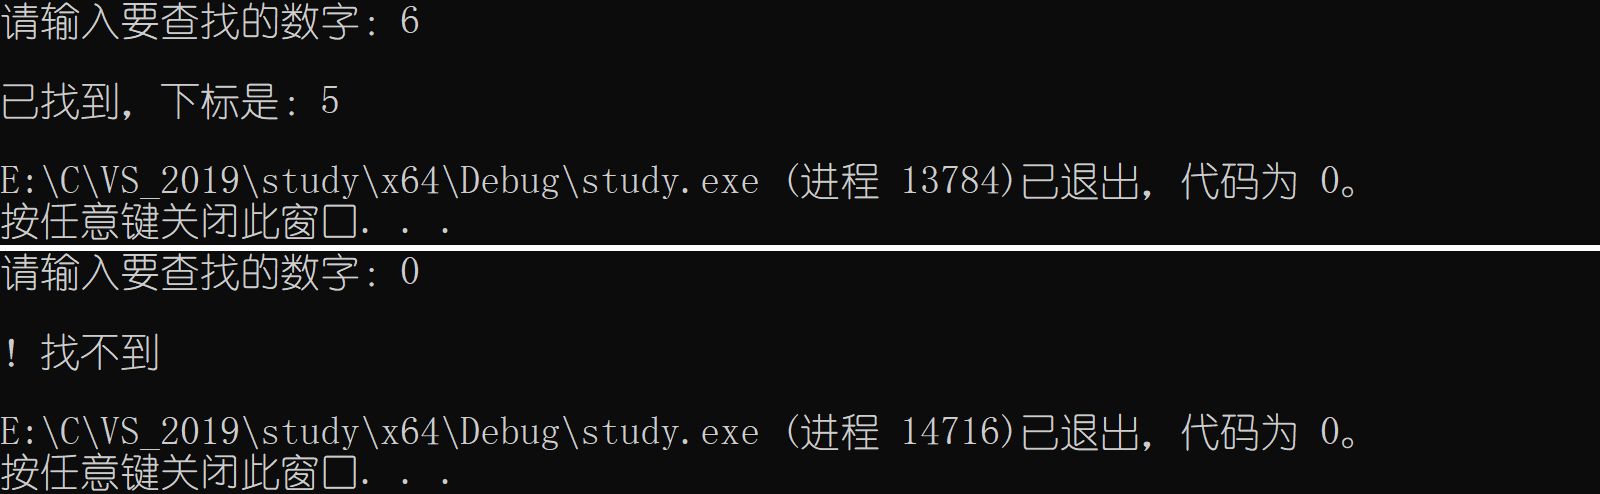 请输入要查找的数字: 6
已找到，下标是: 5
E:\C\VS_2019\study\x64\Debug\study.exe (进程 13784)已退出，代码为 0。
按任意键关闭此窗口. . .
请输入要查找的数字: 0
! 找不到
E:\C\VS_2019\study\x64\Debug\study.exe (进程 14716)已退出，代码为 0。
按任意键关闭此窗口. . .